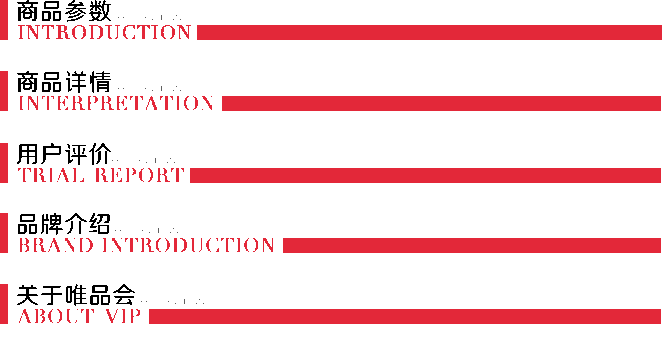 商品参数
INTRODUCTION
商品详情
INTERPRETATION
用户评价
TRIAL REPORT
品牌介绍
BRAND INTRODUCTION
关于唯品会
ABOUT VIP